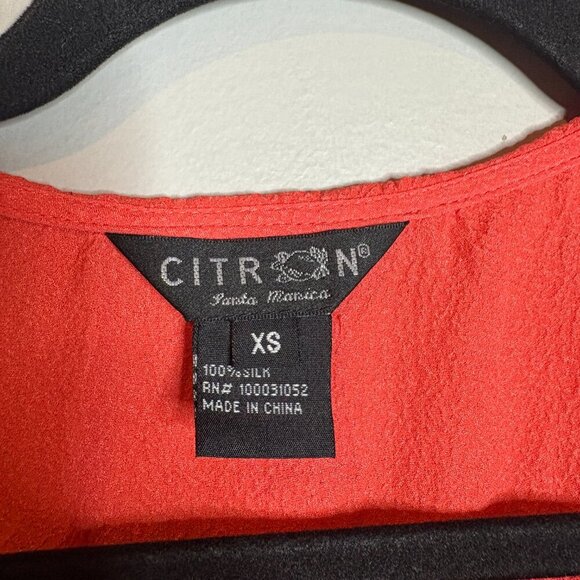 CITRON®
Santa Monica
XS
100% SILK
RN# 100031052
MADE IN CHINA